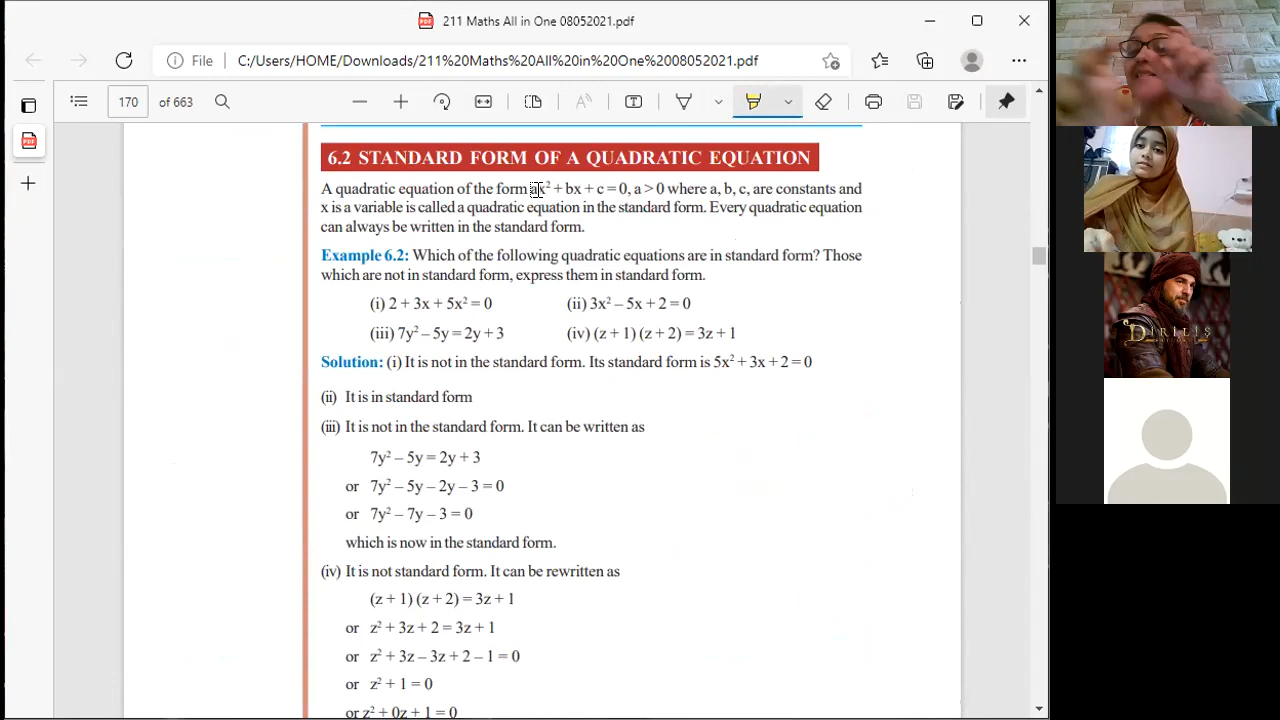 211 Maths All in One 08052021.pdf
File C:/Users/HOME/Downloads/211%20Maths%20All%20in%20One%2008052021.pdf
170 of 663
6.2 STANDARD FORM OF A QUADRATIC EQUATION
A quadratic equation of the form ax² + bx + c = 0, a > 0 where a, b, c, are constants and
x is a variable is called a quadratic equation in the standard form. Every quadratic equation
can always be written in the standard form.
Example 6.2: Which of the following quadratic equations are in standard form? Those
which are not in standard form, express them in standard form.
(i) 2 + 3x + 5x² = 0 (ii) 3x² – 5x + 2 = 0
(iii) 7y² – 5y = 2y + 3 (iv) (z + 1) (z + 2) = 3z + 1
Solution: (i) It is not in the standard form. Its standard form is 5x² + 3x + 2 = 0
(ii) It is in standard form
(iii) It is not in the standard form. It can be written as
7y² – 5y = 2y + 3
or 7y² – 5y – 2y – 3 = 0
or 7y² – 7y – 3 = 0
which is now in the standard form.
(iv) It is not standard form. It can be rewritten as
(z + 1) (z + 2) = 3z + 1
or z² + 3z + 2 = 3z + 1
or z² + 3z – 3z + 2 – 1 = 0
or z² + 1 = 0
or z² + 0z + 1 = 0
DİRİLİŞ